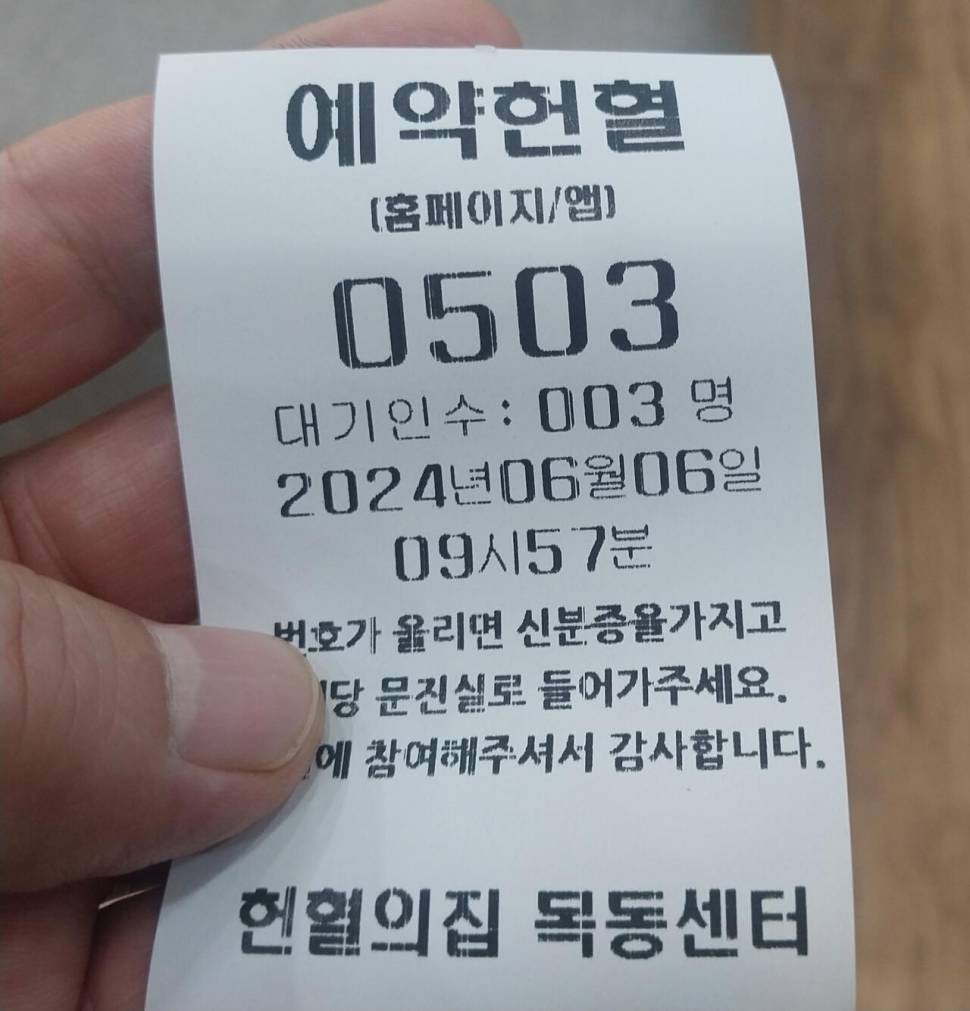 예약헌혈
(홈페이지/앱)
0503
대기인수: 003 명
2024년06월06일
09시57분
번호가 울리면 신분증을가지고
문진실로 들어가주세요.
참여해주셔서 감사합니다.
헌혈의집 목동센터